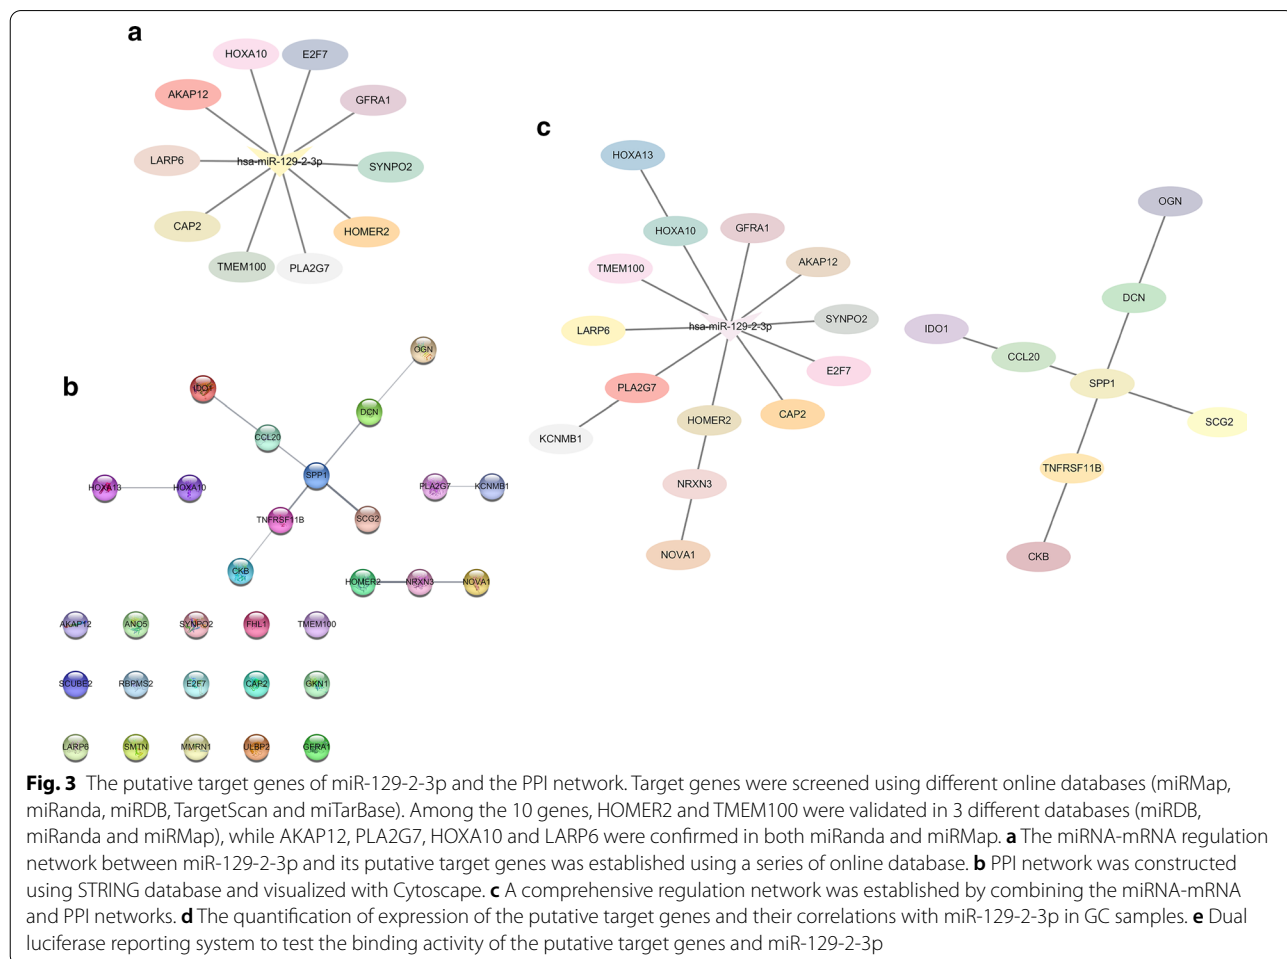 a
HOXA10
E2F7
AKAP12
GFRA1
LARP6
hsa-miR-129-2-3p
SYNPO2
CAP2
HOMER2
TMEM100
PLA2G7
b
OGN
IDO1
DCN
CCL20
SPP1
HOXA13
HOXA10
PLA2G7
KCNMB1
TNFRSF11B
SCG2
CKB
HOMER2
NRXN3
NOVA1
AKAP12
ANO5
SYNPO2
FHL1
TMEM100
SCUBE2
RBPMS2
E2F7
CAP2
GKN1
LARP6
SMTN
MMRN1
ULBP2
GFRA1
c
HOXA13
HOXA10
GFRA1
TMEM100
AKAP12
LARP6
hsa-miR-129-2-3p
SYNPO2
PLA2G7
E2F7
KCNMB1
HOMER2
CAP2
NRXN3
NOVA1
OGN
DCN
IDO1
CCL20
SPP1
SCG2
TNFRSF11B
CKB
Fig. 3 The putative target genes of miR-129-2-3p and the PPI network. Target genes were screened using different online databases (miRMap,
miRanda, miRDB, TargetScan and miTarBase). Among the 10 genes, HOMER2 and TMEM100 were validated in 3 different databases (miRDB,
miRanda and miRMap), while AKAP12, PLA2G7, HOXA10 and LARP6 were confirmed in both miRanda and miRMap. a The miRNA-mRNA regulation
network between miR-129-2-3p and its putative target genes was established using a series of online database. b PPI network was constructed
using STRING database and visualized with Cytoscape. c A comprehensive regulation network was established by combining the miRNA-mRNA
and PPI networks. d The quantification of expression of the putative target genes and their correlations with miR-129-2-3p in GC samples. e Dual
luciferase reporting system to test the binding activity of the putative target genes and miR-129-2-3p